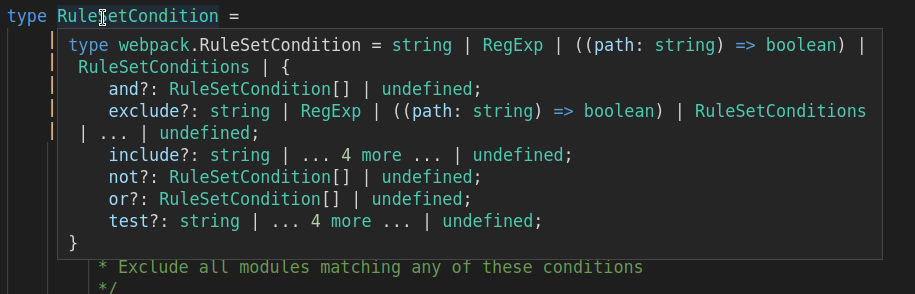 type RuleSetCondition =
type webpack.RuleSetCondition = string | RegExp | ((path: string) => boolean) |
RuleSetConditions | {
and?: RuleSetCondition[] | undefined;
exclude?: string | RegExp | ((path: string) => boolean) | RuleSetConditions
| ... | undefined;
include?: string | ... 4 more ... | undefined;
not?: RuleSetCondition[] | undefined;
or?: RuleSetCondition[] | undefined;
test?: string | ... 4 more ... | undefined;
}
* Exclude all modules matching any of these conditions
*/